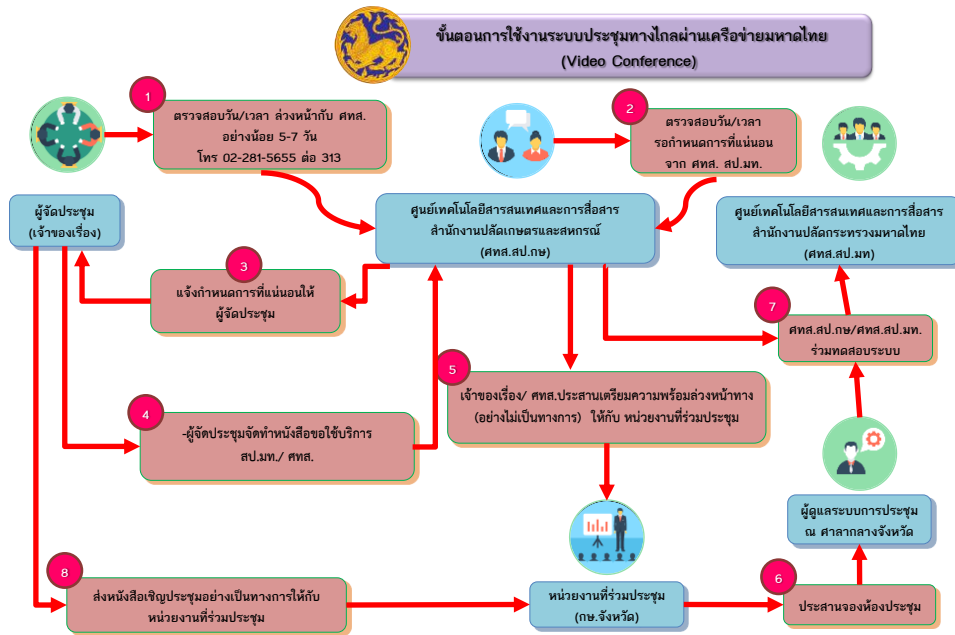 ขั้นตอนการใช้งานระบบประชุมทางไกลผ่านเครือข่ายมหาดไทย
(Video Conference)
1
ตรวจสอบวัน/เวลา ล่วงหน้ากับ ศทส.
อย่างน้อย 5-7 วัน
โทร 02-281-5655 ต่อ 313
2
ตรวจสอบวัน/เวลา
รอกำหนดการที่แน่นอน
จาก ศทส. สป.มท.
ผู้จัดประชุม
(เจ้าของเรื่อง)
ศูนย์เทคโนโลยีสารสนเทศและการสื่อสาร
สำนักงานปลัดเกษตรและสหกรณ์
(ศทส.สป.กษ)
ศูนย์เทคโนโลยีสารสนเทศและการสื่อสาร
สำนักงานปลัดกระทรวงมหาดไทย
(ศทส.สป.มท)
3
แจ้งกำหนดการที่แน่นอนให้
ผู้จัดประชุม
7
ศทส.สป.กษ/ศทส.สป.มท.
ร่วมทดสอบระบบ
5
เจ้าของเรื่อง/ ศทส.ประสานเตรียมความพร้อมล่วงหน้าทาง
(อย่างไม่เป็นทางการ) ให้กับ หน่วยงานที่ร่วมประชุม
4
-ผู้จัดประชุมจัดทำหนังสือขอใช้บริการ
สป.มท./ ศทส.
ผู้ดูแลระบบการประชุม
ณ ศาลากลางจังหวัด
8
ส่งหนังสือเชิญประชุมอย่างเป็นทางการให้กับ
หน่วยงานที่ร่วมประชุม
หน่วยงานที่ร่วมประชุม
(กษ.จังหวัด)
6
ประสานจองห้องประชุม